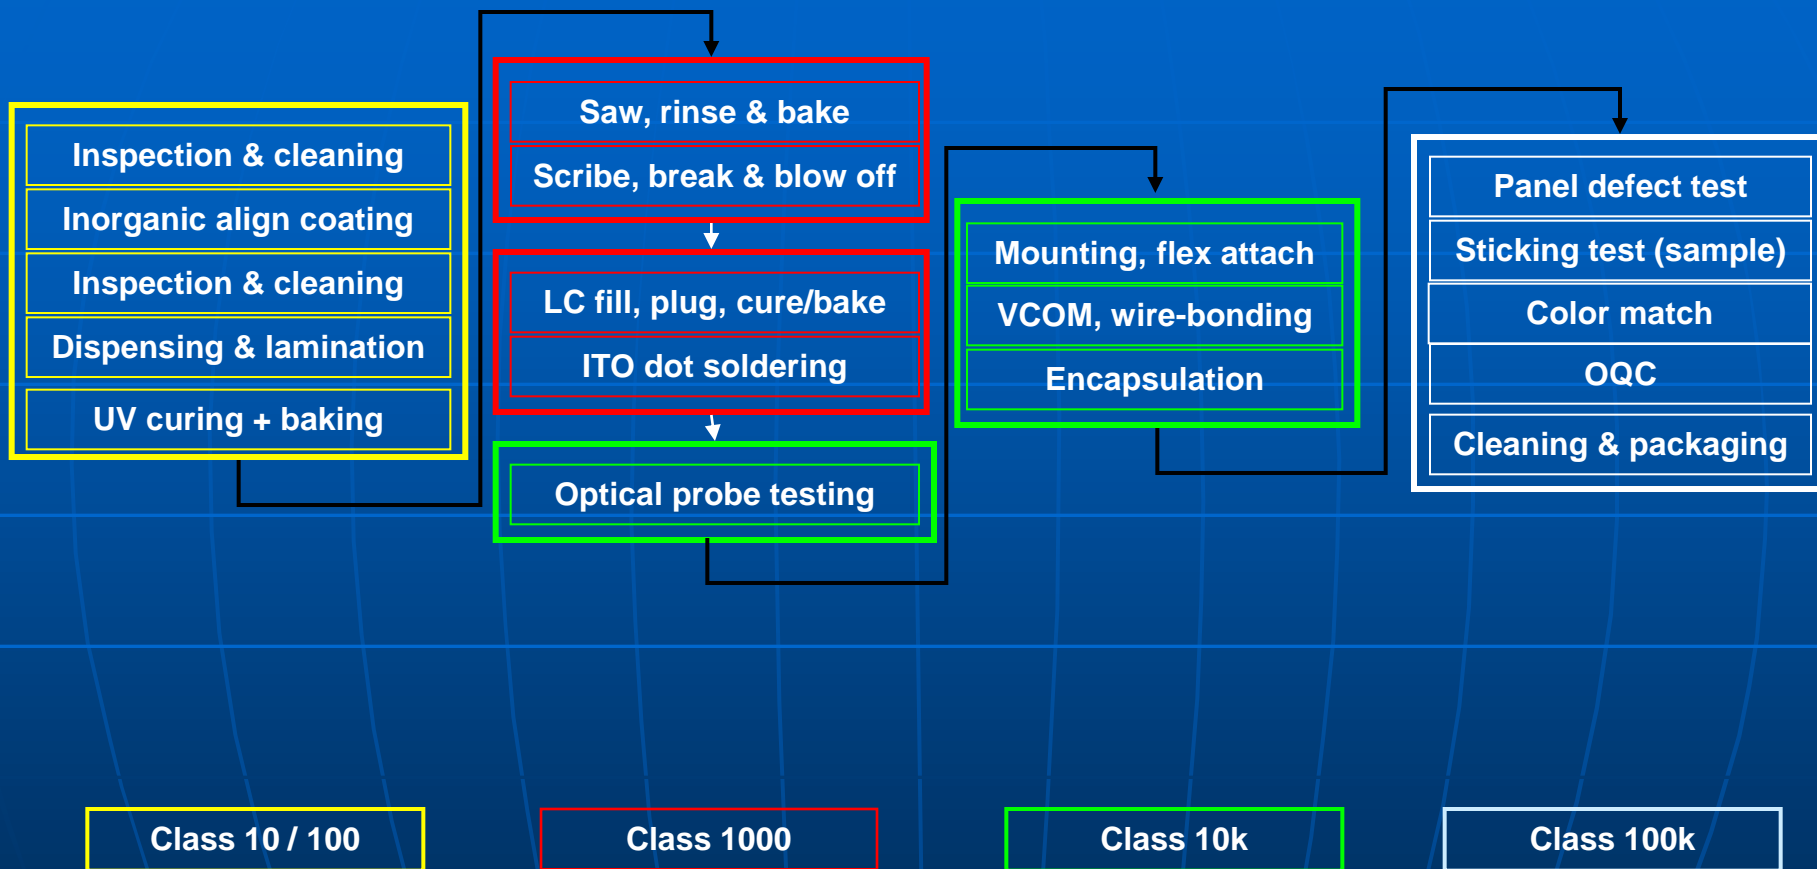 Inspection & cleaning
Inorganic align coating
Inspection & cleaning
Dispensing & lamination
UV curing + baking
Saw, rinse & bake
Scribe, break & blow off
LC fill, plug, cure/bake
ITO dot soldering
Optical probe testing
Mounting, flex attach
VCOM, wire-bonding
Encapsulation
Panel defect test
Sticking test (sample)
Color match
OQC
Cleaning & packaging
Class 10 / 100
Class 1000
Class 10k
Class 100k